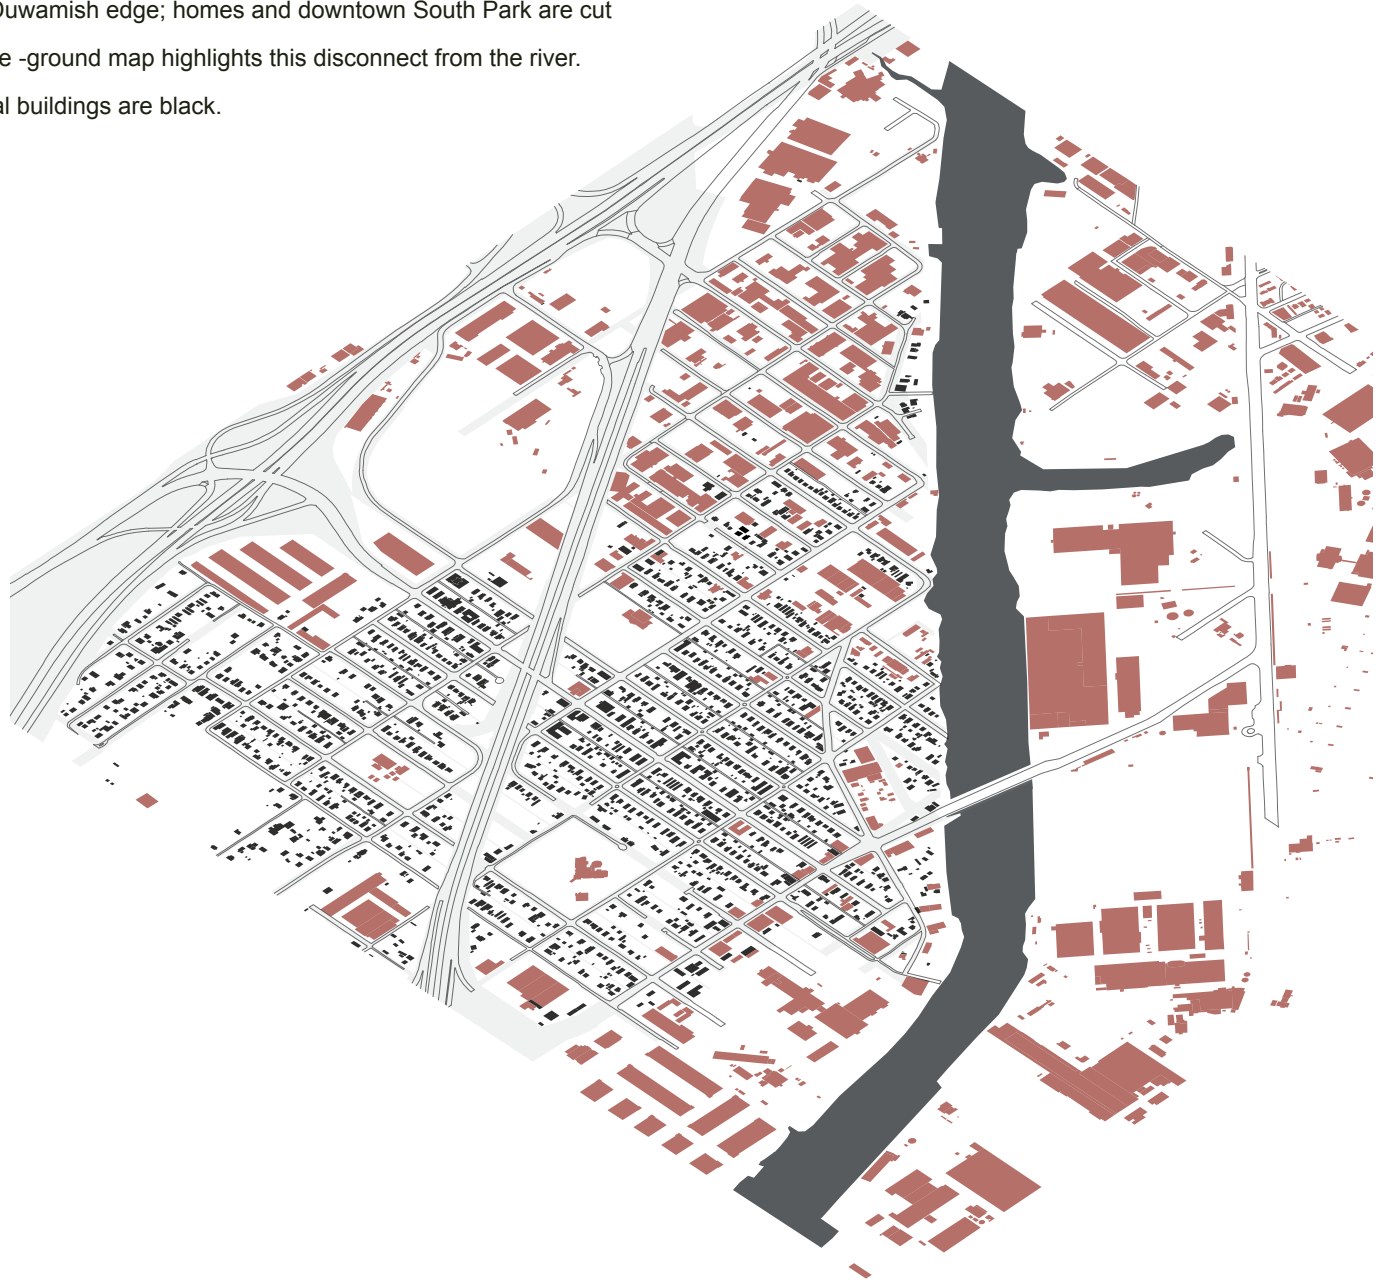 Duwamish edge; homes and downtown South Park are cut
e -ground map highlights this disconnect from the river.
al buildings are black.